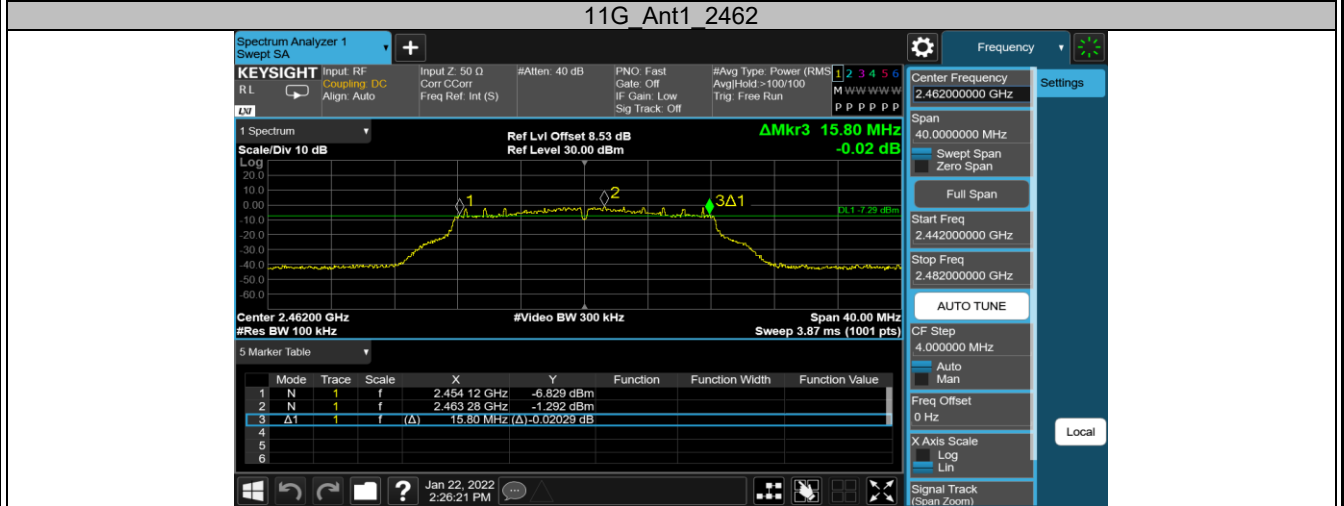 11G_Ant1_2462
Spectrum Analyzer 1
Swept SA
+
Frequency
KEYSIGHT
RL
LXI
Input: RF
Coupling: DC
Align: Auto
Input Z: 50 Ω
Corr CCorr
Freq Ref: Int (S)
#Atten: 40 dB
PNO: Fast
Gate: Off
IF Gain: Low
Sig Track: Off
#Avg Type: Power (RMS
Avg|Hold:>100/100
Trig: Free Run
1 2 3 4 5 6
M W W W W W
P P P P P P
1 Spectrum
Scale/Div 10 dB
Ref Lvl Offset 8.53 dB
Ref Level 30.00 dBm
ΔMkr3 15.80 MHz
-0.02 dB
Log
20.0
10.0
0.00
-10.0
-20.0
-30.0
-40.0
-50.0
-60.0
1
2
3Δ1
DL1 -7.29 dBm
Center 2.46200 GHz
#Video BW 300 kHz
Span 40.00 MHz
#Res BW 100 kHz
Sweep 3.87 ms (1001 pts)
5 Marker Table
Mode Trace Scale X Y Function Function Width Function Value
1 N 1 f 2.454 12 GHz -6.829 dBm
2 N 1 f 2.463 28 GHz -1.292 dBm
3 Δ1 1 f (Δ) 15.80 MHz (Δ)-0.02029 dB
4
5
6
?
Jan 22, 2022
2:26:21 PM
Center Frequency
2.462000000 GHz
Settings
Span
40.0000000 MHz
Swept Span
Zero Span
Full Span
Start Freq
2.442000000 GHz
Stop Freq
2.482000000 GHz
AUTO TUNE
CF Step
4.000000 MHz
Auto
Man
Freq Offset
0 Hz
Local
X Axis Scale
Log
Lin
Signal Track
(Span Zoom)